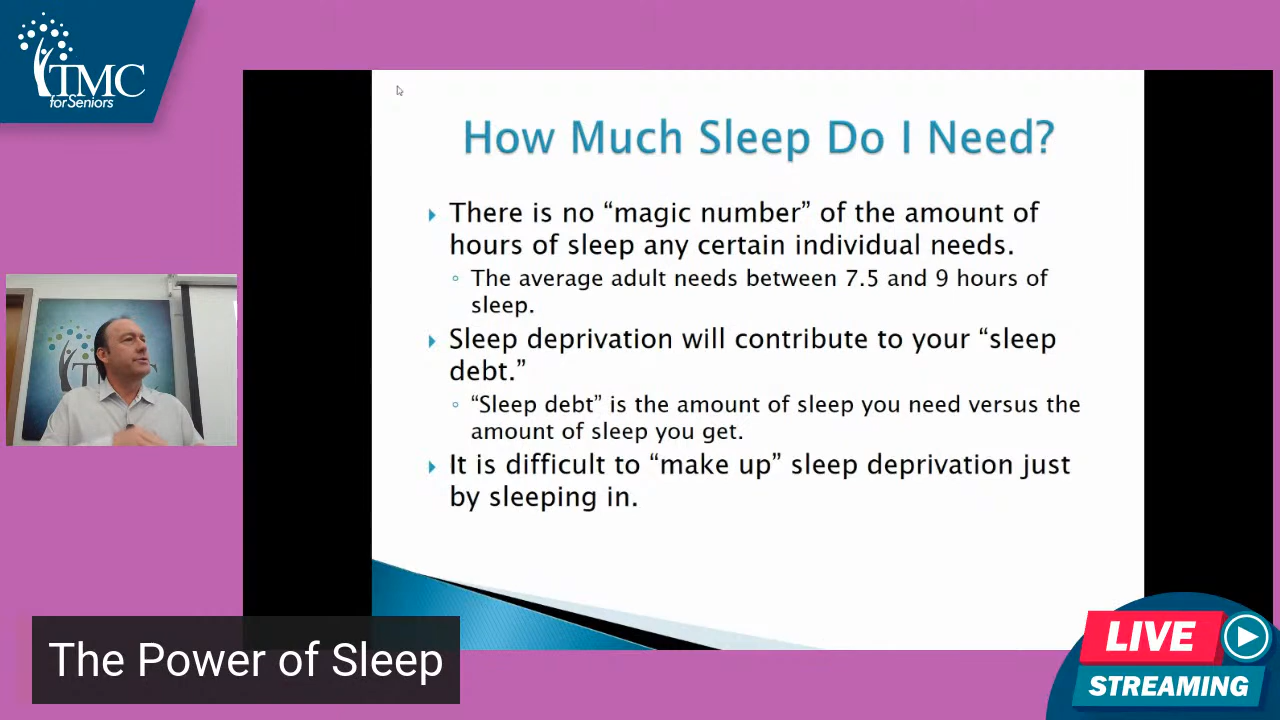 TMC
for Seniors
How Much Sleep Do I Need?
There is no “magic number” of the amount of
hours of sleep any certain individual needs.
The average adult needs between 7.5 and 9 hours of
sleep.
Sleep deprivation will contribute to your “sleep
debt.”
“Sleep debt” is the amount of sleep you need versus the
amount of sleep you get.
It is difficult to “make up” sleep deprivation just
by sleeping in.
The Power of Sleep
LIVE
STREAMING